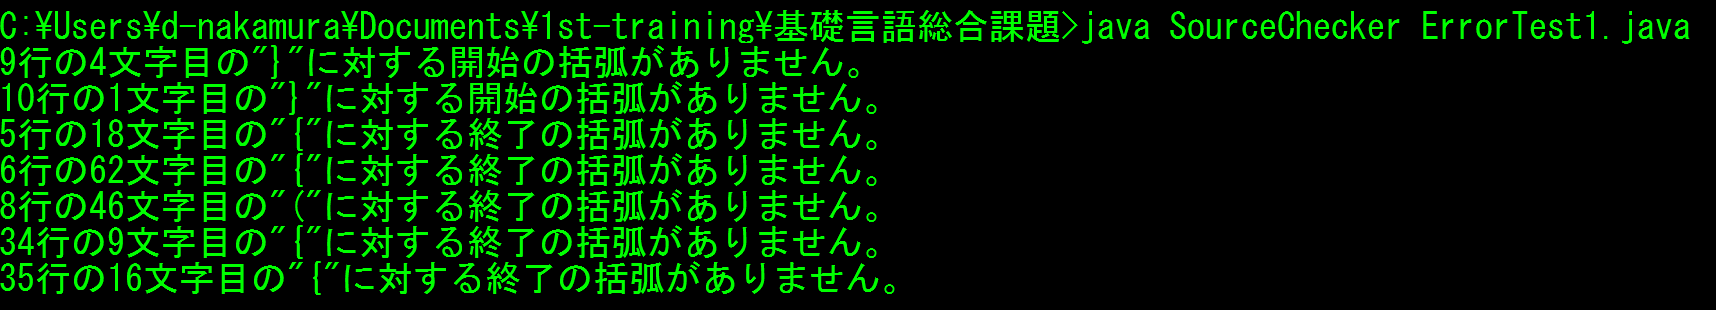 C:\Users\d-nakamura\Documents\1st-training\基礎言語総合課題>java SourceChecker ErrorTest1.java
9行の4文字目の"}"に対する開始の括弧がありません。
10行の1文字目の"}"に対する開始の括弧がありません。
5行の18文字目の"{"に対する終了の括弧がありません。
6行の62文字目の"{"に対する終了の括弧がありません。
8行の46文字目の"("に対する終了の括弧がありません。
34行の9文字目の"{"に対する終了の括弧がありません。
35行の16文字目の"{"に対する終了の括弧がありません。